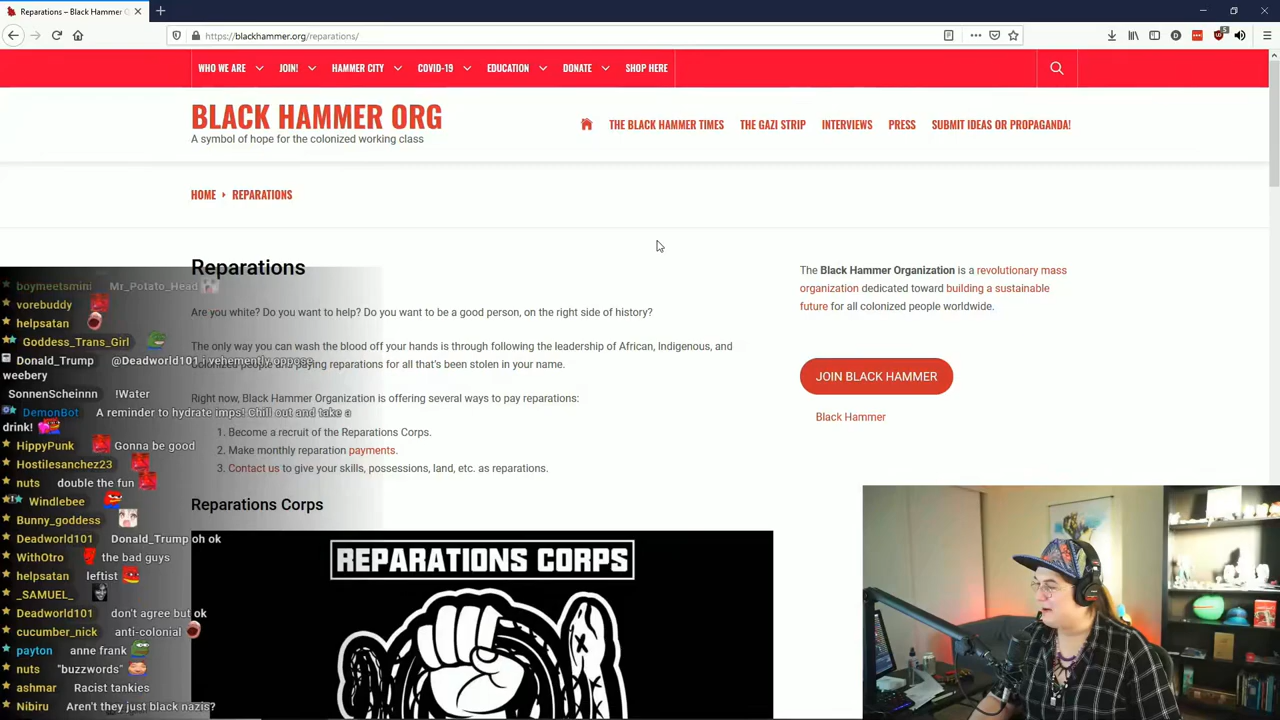 Reparations – Black Hammer O
https://blackhammer.org/reparations/
5
WHO WE ARE JOIN! HAMMER CITY COVID-19 EDUCATION DONATE SHOP HERE
BLACK HAMMER ORG
A symbol of hope for the colonized working class
THE BLACK HAMMER TIMES THE GAZI STRIP INTERVIEWS PRESS SUBMIT IDEAS OR PROPAGANDA!
HOME REPARATIONS
Reparations
Are you white? Do you want to help? Do you want to be a good person, on the right side of history?
The only way you can wash the blood off your hands is through following the leadership of African, Indigenous, and
Colonized people and paying reparations for all that's been stolen in your name.
Right now, Black Hammer Organization is offering several ways to pay reparations:
1. Become a recruit of the Reparations Corps.
2. Make monthly reparation payments.
3. Contact us to give your skills, possessions, land, etc. as reparations.
Reparations Corps
REPARATIONS CORPS
The Black Hammer Organization is a revolutionary mass
organization dedicated toward building a sustainable
future for all colonized people worldwide.
JOIN BLACK HAMMER
Black Hammer
boymeetsmini Mr_Potato_Head
vorebuddy
helpsatan
Goddess_Trans_Girl
Donald_Trump @Deadworld101 i vehemently oppose
weebery
SonnenScheinnn !Water
DemonBot A reminder to hydrate imps! Chill out and take a
drink!
HippyPunk Gonna be good
Hostilesanchez23
nuts double the fun
Windlebee
Bunny_goddess
Deadworld101 Donald_Trump oh ok
WithOtro the bad guys
helpsatan leftist
_SAMUEL_
Deadworld101 don't agree but ok
cucumber_nick anti-colonial
payton anne frank
nuts "buzzwords"
ashmar Racist tankies
Nibiru Aren't they just black nazis?